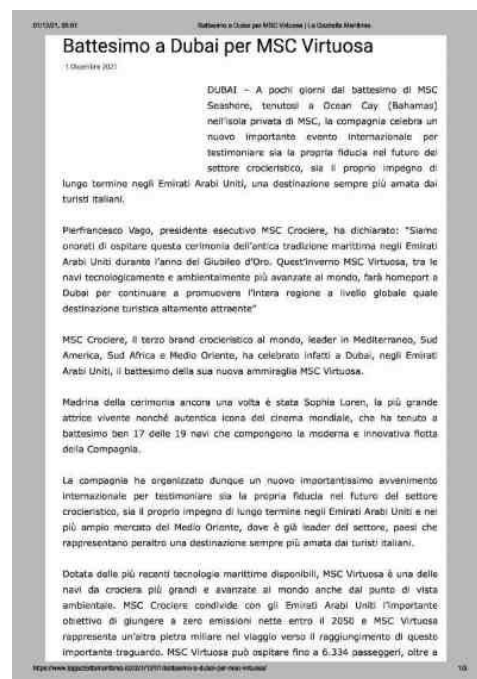 Battesimo a Dubai per MSC Virtuosa | La Gazzetta Marittima
Battesimo a Dubai per MSC Virtuosa
1 Dicembre 2021
DUBAI – A pochi giorni dal battesimo di MSC
Seashore, tenutosi a Ocean Cay (Bahamas)
nell'isola privata di MSC, la compagnia celebra un
nuovo importante evento internazionale per
testimoniare sia la propria fiducia nel futuro del
settore crocieristico, sia il proprio impegno di
lungo termine negli Emirati Arabi Uniti, una destinazione sempre più amata dai
turisti italiani.
Pierfrancesco Vago, presidente esecutivo MSC Crociere, ha dichiarato: "Siamo
onorati di ospitare questa cerimonia dell'antica tradizione marittima negli Emirati
Arabi Uniti durante l'anno del Giubileo d'Oro. Quest'inverno MSC Virtuosa, tra le
navi tecnologicamente e ambientalmente più avanzate al mondo, farà homeport a
Dubai per continuare a promuovere l'intera regione a livello globale quale
destinazione turistica altamente attraente"
MSC Crociere, il terzo brand crocieristico al mondo, leader in Mediterraneo, Sud
America, Sud Africa e Medio Oriente, ha celebrato infatti a Dubai, negli Emirati
Arabi Uniti, il battesimo della sua nuova ammiraglia MSC Virtuosa.
Madrina della cerimonia ancora una volta è stata Sophia Loren, la più grande
attrice vivente nonché autentica icona del cinema mondiale, che ha tenuto a
battesimo ben 17 delle 19 navi che compongono la moderna e innovativa flotta
della Compagnia.
La compagnia ha organizzato dunque un nuovo importantissimo avvenimento
internazionale per testimoniare sia la propria fiducia nel futuro del settore
crocieristico, sia il proprio impegno di lungo termine negli Emirati Arabi Uniti e nel
più ampio mercato del Medio Oriente, dove è già leader del settore, paesi che
rappresentano peraltro una destinazione sempre più amata dai turisti italiani.
Dotata delle più recenti tecnologie marittime disponibili, MSC Virtuosa è una delle
navi da crociera più grandi e avanzate al mondo anche dal punto di vista
ambientale. MSC Crociere condivide con gli Emirati Arabi Uniti l'importante
obiettivo di giungere a zero emissioni nette entro il 2050 e MSC Virtuosa
rappresenta un'altra pietra miliare nel viaggio verso il raggiungimento di questo
importante traguardo. MSC Virtuosa può ospitare fino a 6.334 passeggeri, oltre a